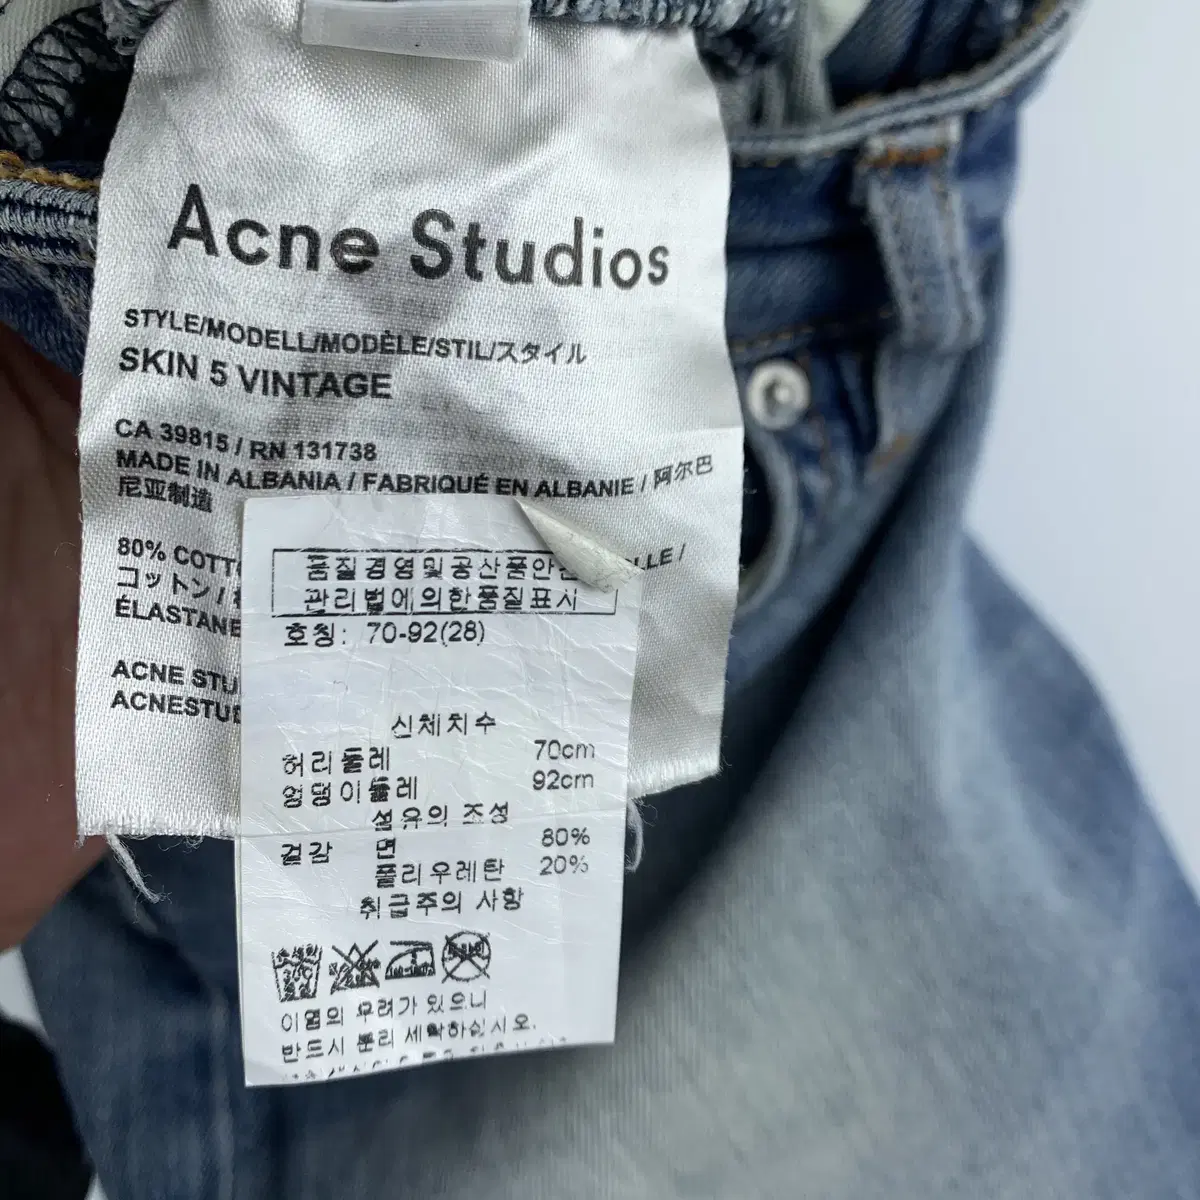 Acne Studios
STYLE/MODELL/MODÈLE/STIL/スタイル
SKIN 5 VINTAGE
CA 39815 / RN 131738
MADE IN ALBANIA / FABRIQUÉ EN ALBANIE / 阿尔巴
尼亚制造
80% COTT
コットン /
ÉLASTANE
LLE /
ACNE STU
ACNESTUD
품질경영및공산품안전
관리법에의한품질표시
호칭: 70-92(28)
신체치수
허리둘레 70cm
엉덩이둘레 92cm
섬유의 조성
겉감 면 80%
폴리우레탄 20%
취급주의 사항
이염의 우려가 있으니
반드시 분리 세탁하십시오.